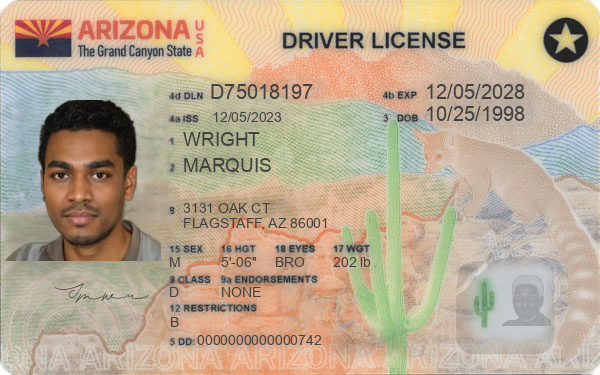 ARIZONA USA
The Grand Canyon State
DRIVER LICENSE
4d DLN D75018197
4b EXP 12/05/2028
4a ISS 12/05/2023
3 DOB 10/25/1998
1 WRIGHT
2 MARQUIS
8 3131 OAK CT
FLAGSTAFF, AZ 86001
15 SEX 16 HGT 18 EYES 17 WGT
M 5'-06" BRO 202 lb
9 CLASS 9a ENDORSEMENTS
D NONE
12 RESTRICTIONS
B
5 DD: 0000000000000742
ARIZONA ARIZONA ARIZONA ARIZONA